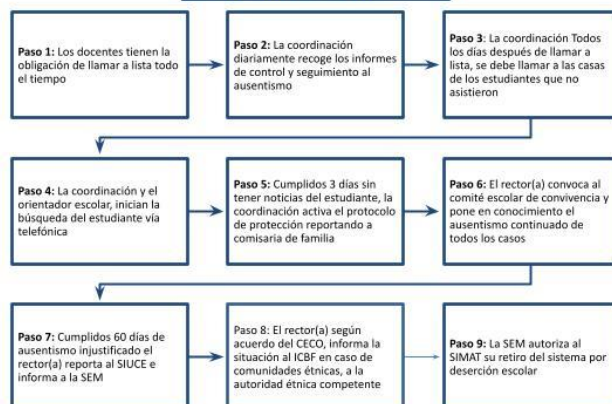 Paso 1: Los docentes tienen la
obligación de llamar a lista todo
el tiempo
Paso 2: La coordinación
diariamente recoge los informes
de control y seguimiento al
ausentismo
Paso 3: La coordinación Todos
los días después de llamar a
lista, se debe llamar a las casas
de los estudiantes que no
asistieron
Paso 4: La coordinación y el
orientador escolar, inician la
búsqueda del estudiante vía
telefónica
Paso 5: Cumplidos 3 días sin
tener noticias del estudiante, la
coordinación activa el protocolo
de protección reportando a
comisaria de familia
Paso 6: El rector(a) convoca al
comité escolar de convivencia y
pone en conocimiento el
ausentismo continuado de
todos los casos
Paso 7: Cumplidos 60 días de
ausentismo injustificado el
rector(a) reporta al SIUCE e
informa a la SEM
Paso 8: El rector(a) según
acuerdo del CECO, informa la
situación al ICBF en caso de
comunidades étnicas, a la
autoridad étnica competente
Paso 9: La SEM autoriza al
SIMAT su retiro del sistema por
deserción escolar